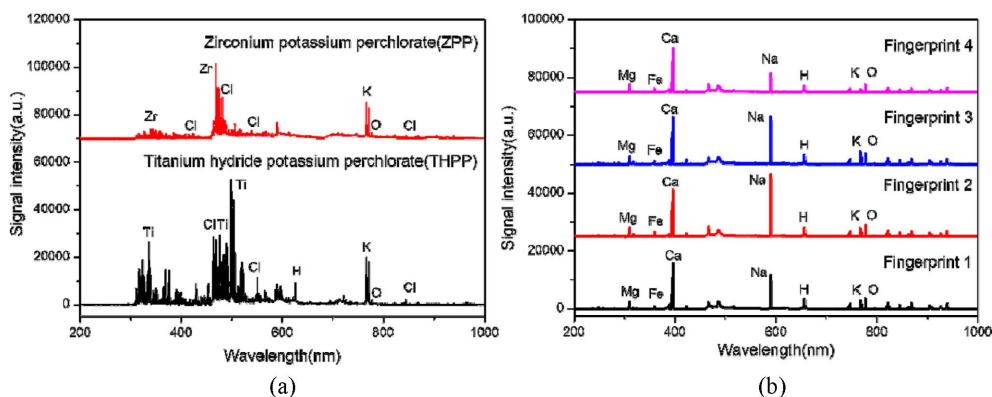 120000
100000
80000
60000
40000
20000
0
Signal intensity(a.u.)
Zirconium potassium perchlorate(ZPP)
Zr
Cl
K
Zr
Cl
Cl
O
Cl
Titanium hydride potassium perchlorate(THPP)
Ti
Ti
Cl
Ti
K
Cl
H
O
Cl
200 400 600 800 1000
Wavelength(nm)
(a)
100000
80000
60000
40000
20000
0
Signal intensity(a.u.)
Ca
Fingerprint 4
Na
Mg Fe H K O
Ca
Na
Fingerprint 3
Mg Fe H K O
Ca
Na
Fingerprint 2
Mg Fe H K O
Ca
Na
Fingerprint 1
Mg Fe H K O
200 400 600 800 1000
Wavelength(nm)
(b)